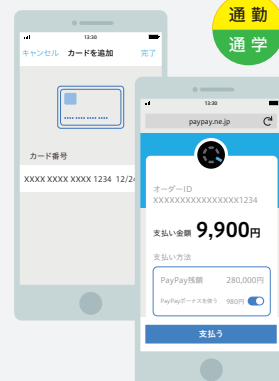 通勤
通学
13:30
キャンセル カードを追加 完了
カード番号
XXXX XXXX XXXX 1234 12/24
13:30
paypay.ne.jp
オーダーID
XXXXXXXXXXXXXXXX1234
支払い金額 9,900円
支払い方法
PayPay残額 280,000円
PayPayボーナスを使う 980円
支払う